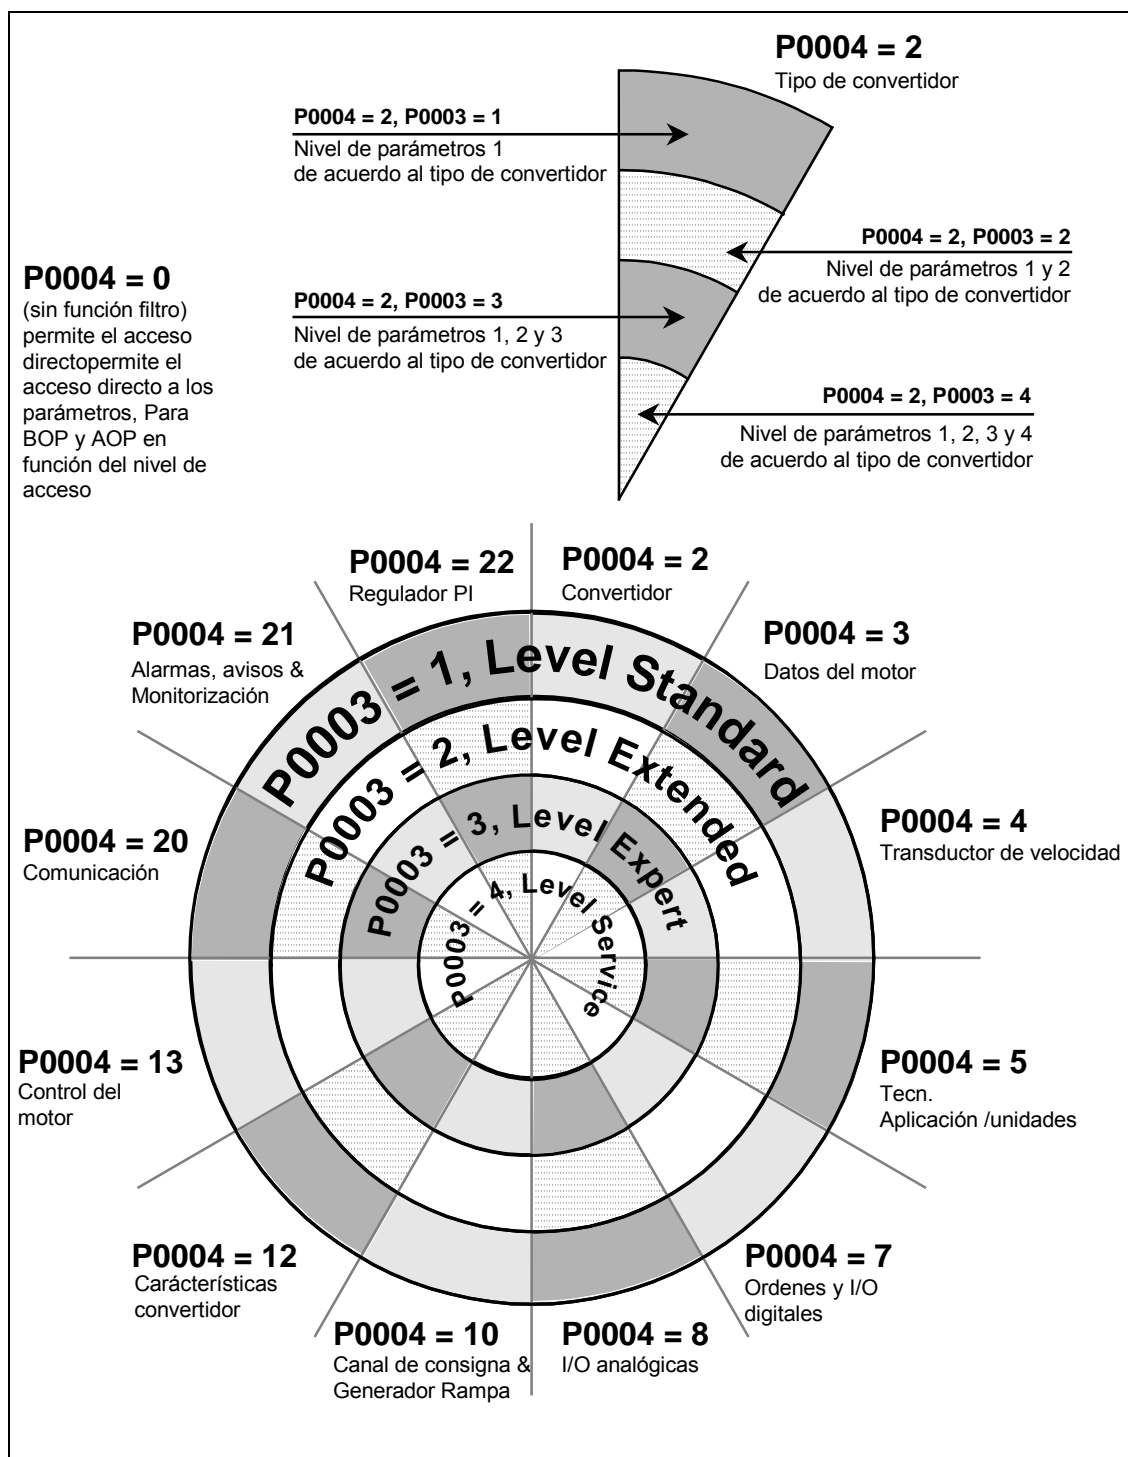 P0004 = 2
Tipo de convertidor
P0004 = 2, P0003 = 1
Nivel de parámetros 1
de acuerdo al tipo de convertidor
P0004 = 2, P0003 = 2
Nivel de parámetros 1 y 2
de acuerdo al tipo de convertidor
P0004 = 0
(sin función filtro)
permite el acceso
directopermite el
acceso directo a los
parámetros, Para
BOP y AOP en
función del nivel de
acceso
P0004 = 2, P0003 = 3
Nivel de parámetros 1, 2 y 3
de acuerdo al tipo de convertidor
P0004 = 2, P0003 = 4
Nivel de parámetros 1, 2, 3 y 4
de acuerdo al tipo de convertidor
P0004 = 22
Regulador PI
P0004 = 2
Convertidor
P0004 = 21
Alarmas, avisos &
Monitorización
P0004 = 3
Datos del motor
P0003 = 1, Level Standard
P0003 = 2, Level Extended
P0003 = 3, Level Expert
P0003 = 4, Level Service
P0004 = 20
Comunicación
P0004 = 4
Transductor de velocidad
P0004 = 13
Control del
motor
P0004 = 5
Tecn.
Aplicación /unidades
P0004 = 12
Carácterísticas
convertidor
P0004 = 7
Ordenes y I/O
digitales
P0004 = 10
Canal de consigna &
Generador Rampa
P0004 = 8
I/O analógicas